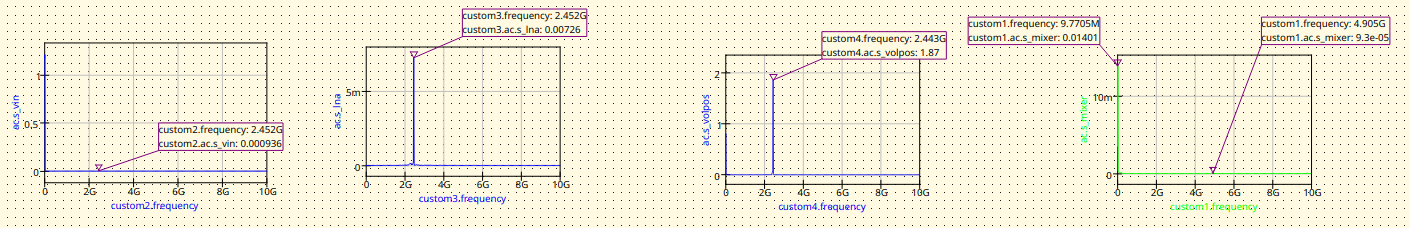 custom2.frequency: 2.452G
custom2.ac.s_vin: 0.000936
ac.s_vin
1
0.5
0
0
2G
4G
6G
8G
10G
custom2.frequency
custom3.frequency: 2.452G
custom3.ac.s_lna: 0.00726
ac.s_lna
5m
0
0
2G
4G
6G
8G
10G
custom3.frequency
custom4.frequency: 2.443G
custom4.ac.s_volpos: 1.87
ac.s_volpos
2
1
0
0
2G
4G
6G
8G
10G
custom4.frequency
custom1.frequency: 9.7705M
custom1.ac.s_mixer: 0.01401
custom1.frequency: 4.905G
custom1.ac.s_mixer: 9.3e-05
ac.s_mixer
10m
0
0
2G
4G
6G
8G
10G
custom1.frequency